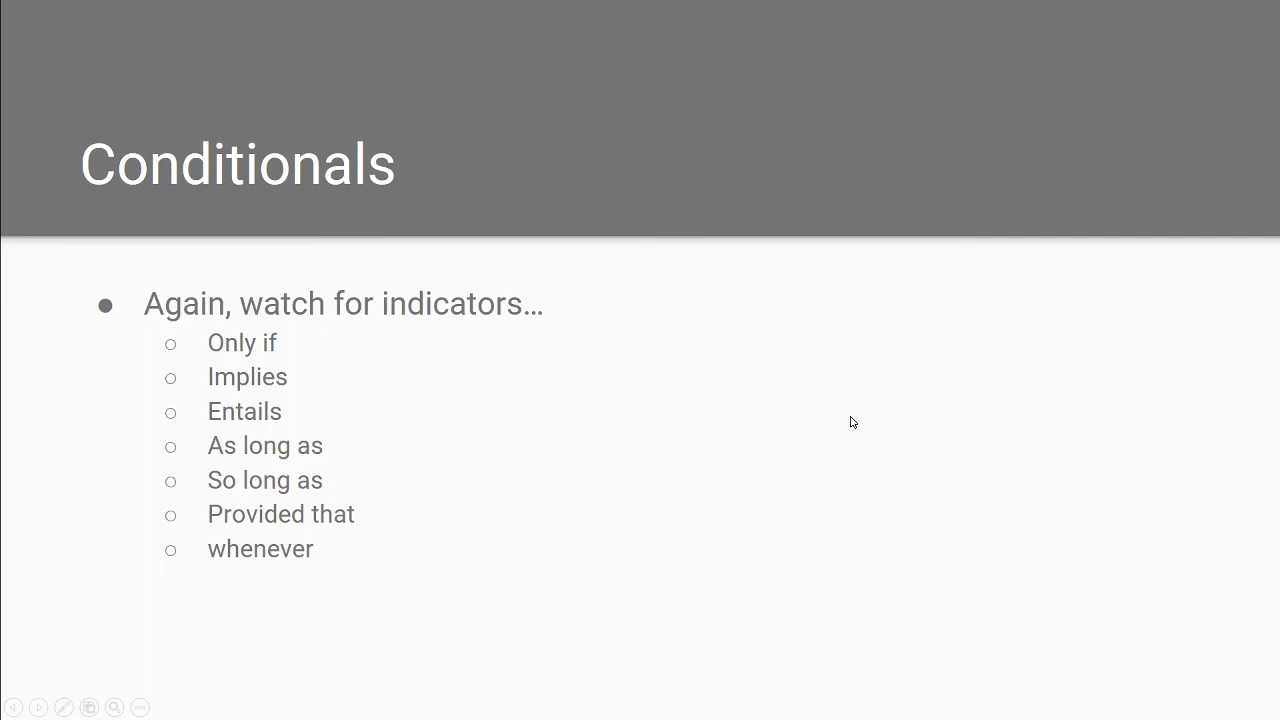 Conditionals
● Again, watch for indicators...
○ Only if
○ Implies
○ Entails
○ As long as
○ So long as
○ Provided that
○ whenever